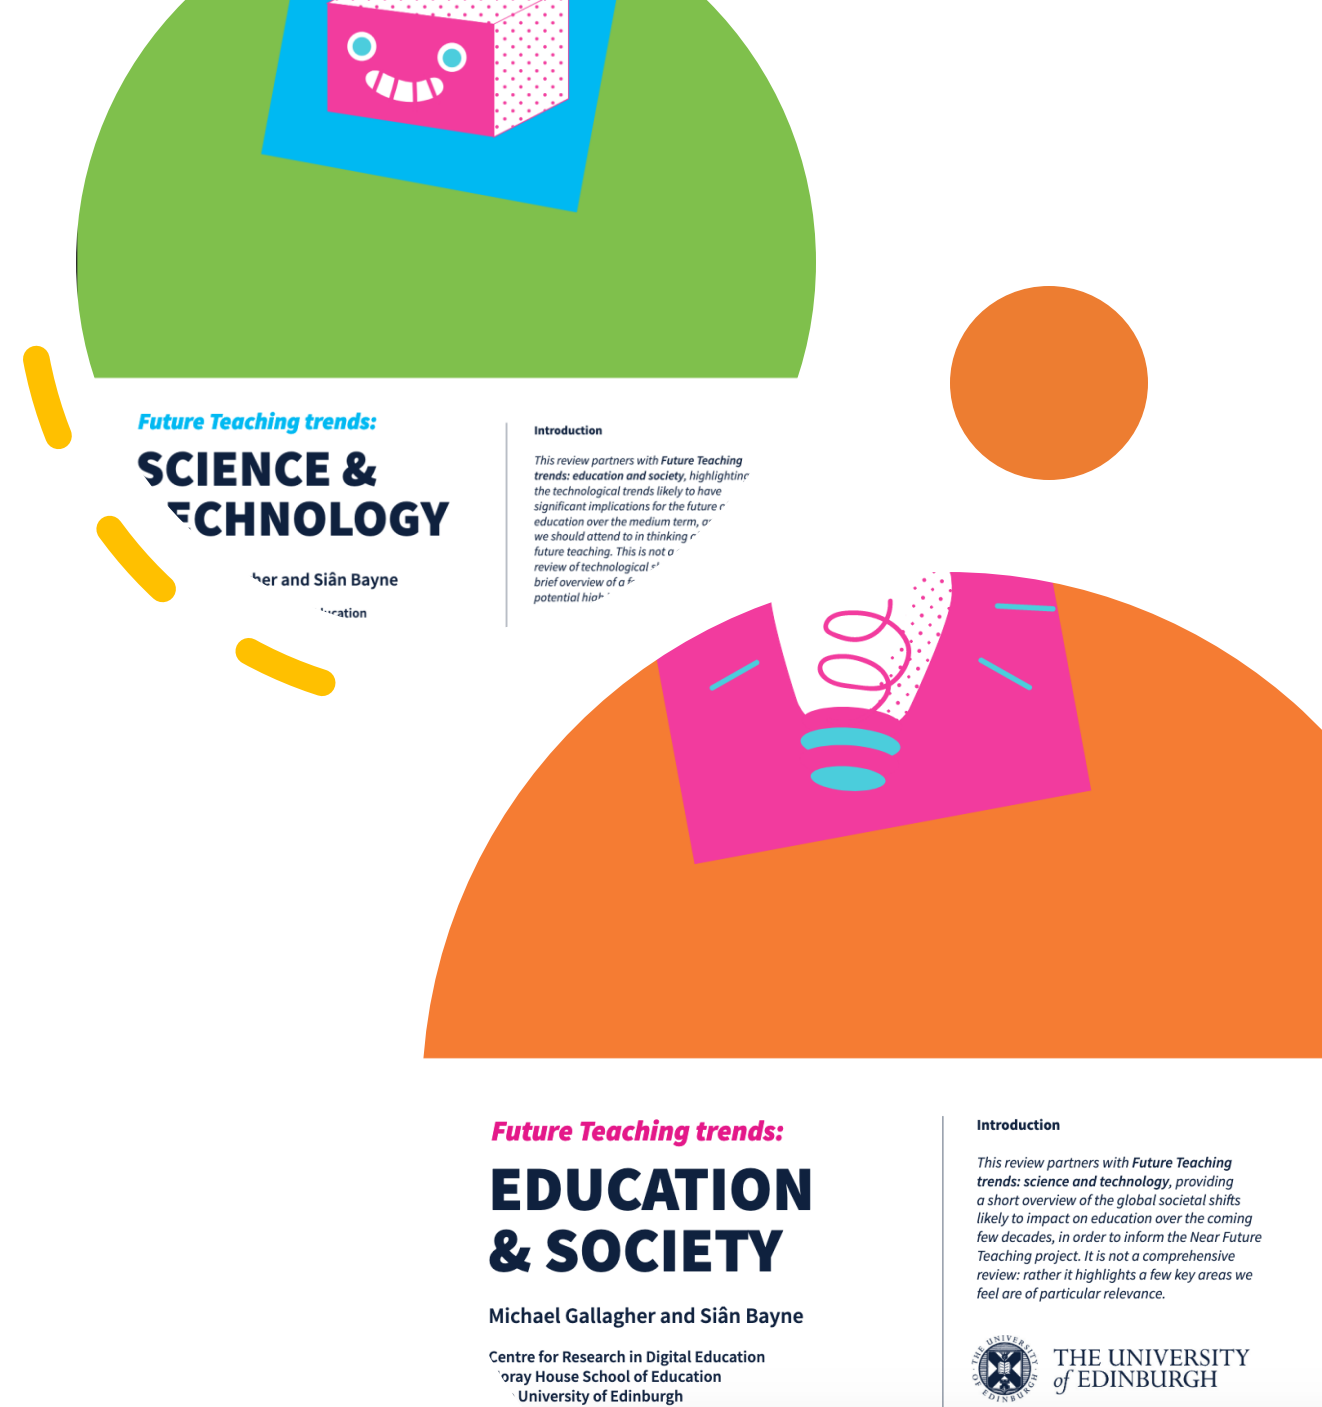 Future Teaching trends:
SCIENCE &
TECHNOLOGY
and Siân Bayne
Introduction
This review partners with Future Teaching
trends: education and society, highlighting
the technological trends likely to have
significant implications for the future
education over the medium term,
we should attend to in thinking
future teaching. This is not a
review of technological
brief overview of a
potential
Future Teaching trends:
EDUCATION
& SOCIETY
Michael Gallagher and Siân Bayne
Centre for Research in Digital Education
Moray House School of Education
University of Edinburgh
Introduction
This review partners with Future Teaching
trends: science and technology, providing
a short overview of the global societal shifts
likely to impact on education over the coming
few decades, in order to inform the Near Future
Teaching project. It is not a comprehensive
review: rather it highlights a few key areas we
feel are of particular relevance.
THE UNIVERSITY
of EDINBURGH